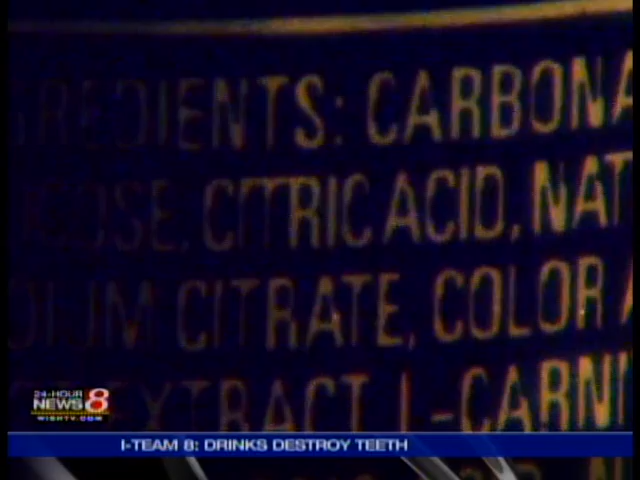 REDIENTS: CARBONA
COSE, CITRIC ACID, NAT
DIUM CITRATE, COLOR A
EXTRACT, L-CARNI
24-HOUR
NEWS 8
WISHTV.COM
I-TEAM 8: DRINKS DESTROY TEETH